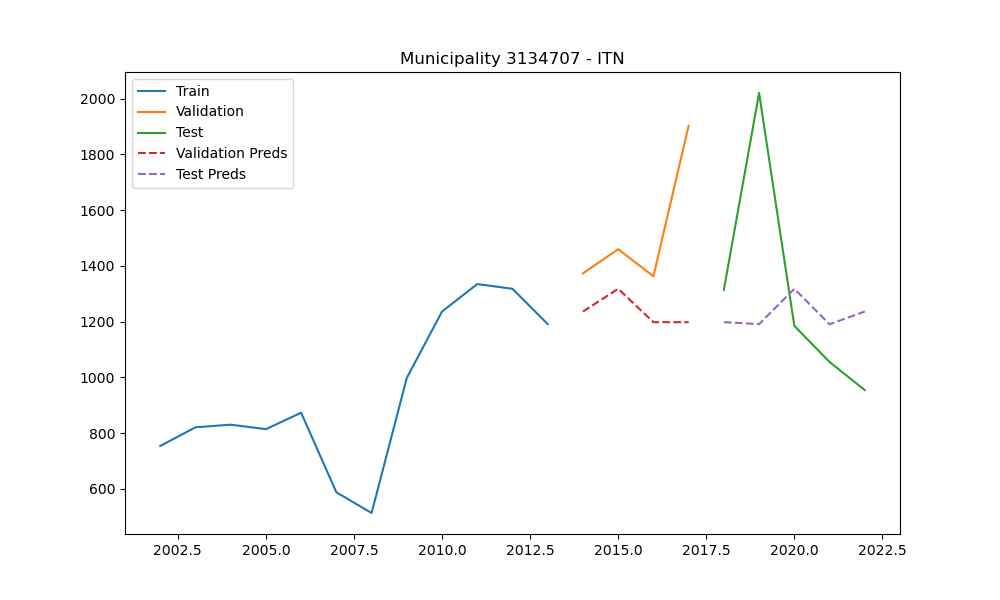 Municipality 3134707 - ITN
2000
1800
1600
1400
1200
1000
800
600
Train
Validation
Test
Validation Preds
Test Preds
2002.5 2005.0 2007.5 2010.0 2012.5 2015.0 2017.5 2020.0 2022.5